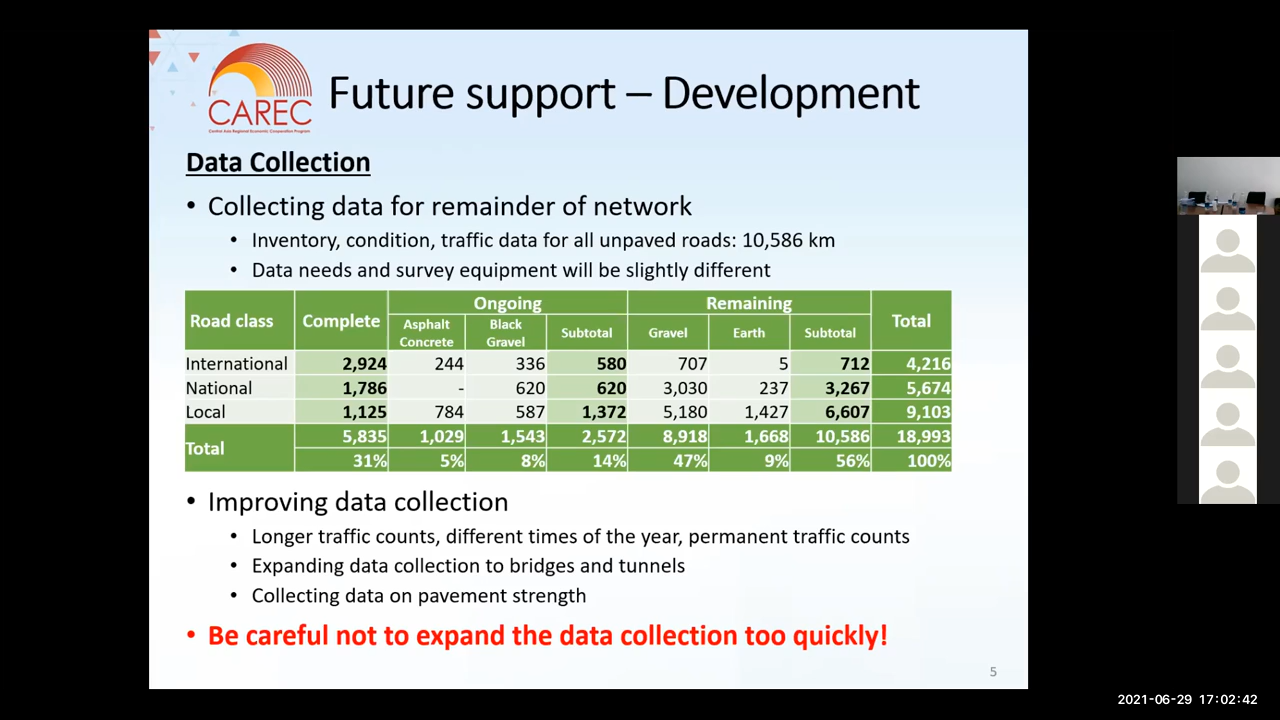 CAREC
Central Asia Regional Economic Cooperation Program
Future support – Development
Data Collection
• Collecting data for remainder of network
• Inventory, condition, traffic data for all unpaved roads: 10,586 km
• Data needs and survey equipment will be slightly different
Road class Complete Ongoing Remaining Total
Asphalt Concrete Black Gravel Subtotal Gravel Earth Subtotal
International 2,924 244 336 580 707 5 712 4,216
National 1,786 - 620 620 3,030 237 3,267 5,674
Local 1,125 784 587 1,372 5,180 1,427 6,607 9,103
Total 5,835 1,029 1,543 2,572 8,918 1,668 10,586 18,993
31% 5% 8% 14% 47% 9% 56% 100%
• Improving data collection
• Longer traffic counts, different times of the year, permanent traffic counts
• Expanding data collection to bridges and tunnels
• Collecting data on pavement strength
• Be careful not to expand the data collection too quickly!
5
2021-06-29 17:02:42